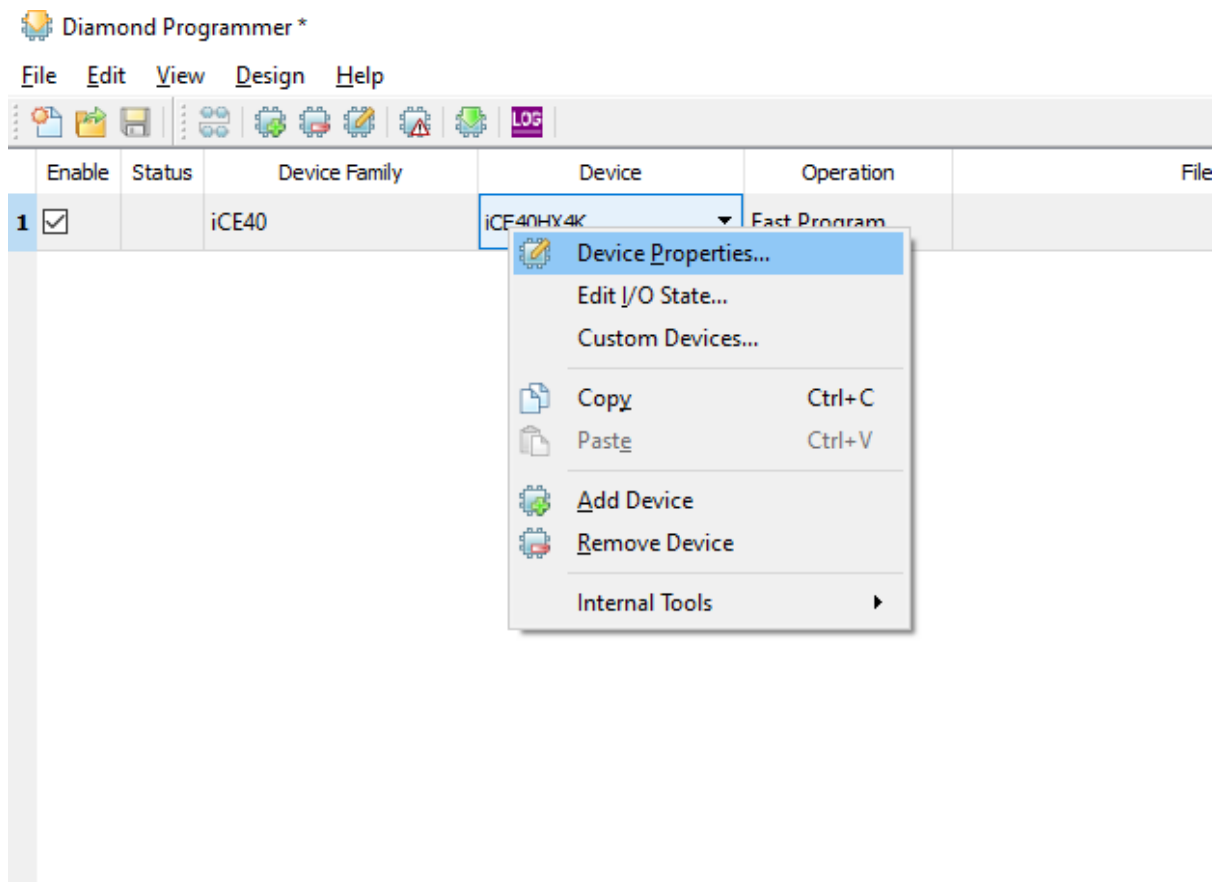 Diamond Programmer *
File Edit View Design Help
LOG
Enable Status Device Family Device Operation File
1 iCE40 iCE40HX4K Fast Program
Device Properties...
Edit I/O State...
Custom Devices...
Copy Ctrl+C
Paste Ctrl+V
Add Device
Remove Device
Internal Tools